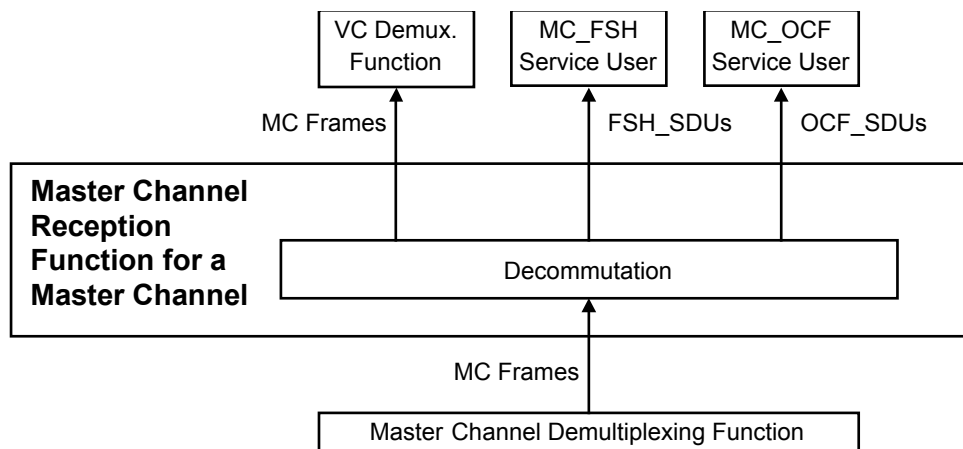 VC Demux.
Function
MC_FSH
Service User
MC_OCF
Service User
MC Frames
FSH_SDUs
OCF_SDUs
Master Channel
Reception
Function for a
Master Channel
Decommutation
MC Frames
Master Channel Demultiplexing Function